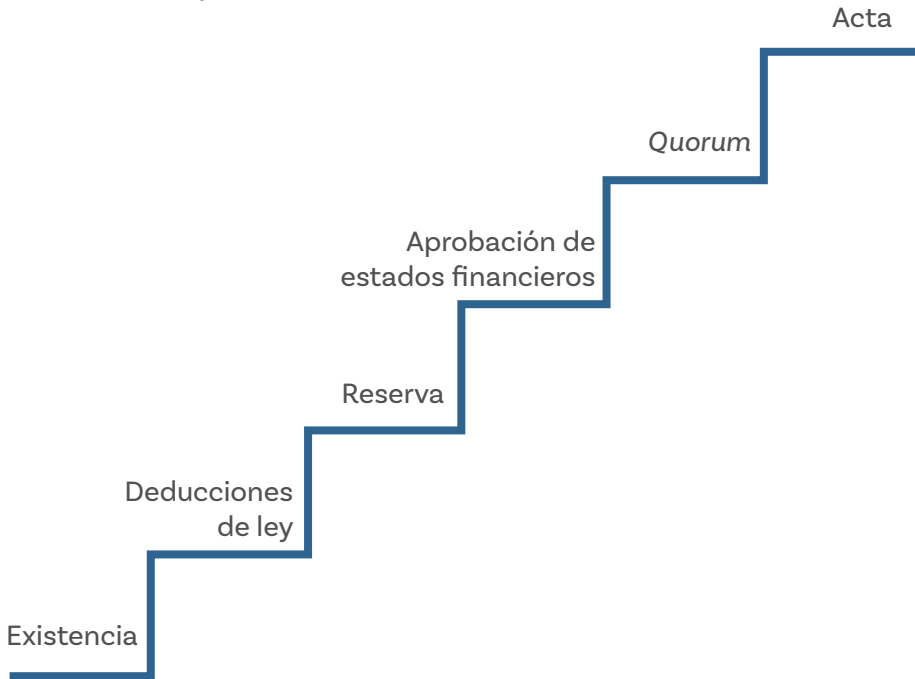 Acta
Quorum
Aprobación de
estados financieros
Reserva
Deducciones
de ley
Existencia